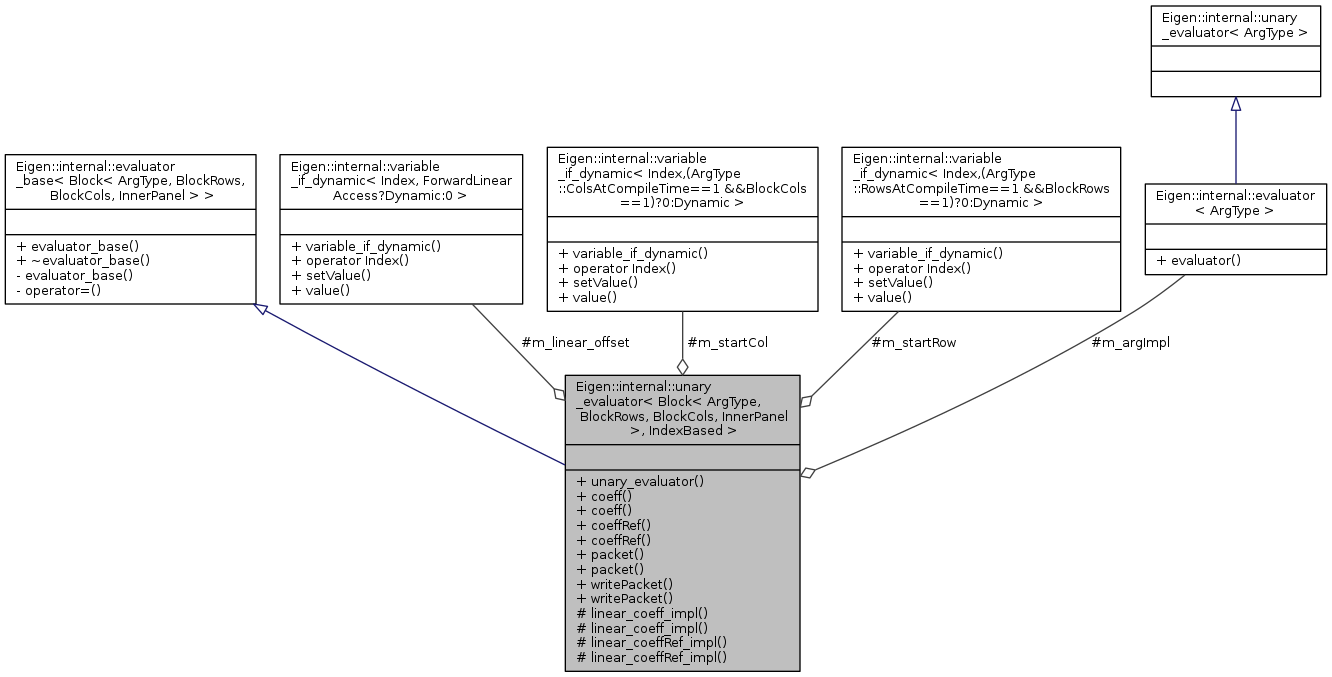 Eigen::internal::unary
_evaluator< ArgType >
Eigen::internal::evaluator
_base< Block< ArgType, BlockRows,
BlockCols, InnerPanel > >
+ evaluator_base()
+ ~evaluator_base()
- evaluator_base()
- operator=()
Eigen::internal::variable
_if_dynamic< Index, ForwardLinear
Access?Dynamic:0 >
+ variable_if_dynamic()
+ operator Index()
+ setValue()
+ value()
Eigen::internal::variable
_if_dynamic< Index,(ArgType
::ColsAtCompileTime==1 &&BlockCols
==1)?0:Dynamic >
+ variable_if_dynamic()
+ operator Index()
+ setValue()
+ value()
Eigen::internal::variable
_if_dynamic< Index,(ArgType
::RowsAtCompileTime==1 &&BlockRows
==1)?0:Dynamic >
+ variable_if_dynamic()
+ operator Index()
+ setValue()
+ value()
Eigen::internal::evaluator
< ArgType >
+ evaluator()
#m_linear_offset
#m_startCol
#m_startRow
#m_argImpl
Eigen::internal::unary
_evaluator< Block< ArgType,
BlockRows, BlockCols, InnerPanel
>, IndexBased >
+ unary_evaluator()
+ coeff()
+ coeff()
+ coeffRef()
+ coeffRef()
+ packet()
+ packet()
+ writePacket()
+ writePacket()
# linear_coeff_impl()
# linear_coeff_impl()
# linear_coeffRef_impl()
# linear_coeffRef_impl()